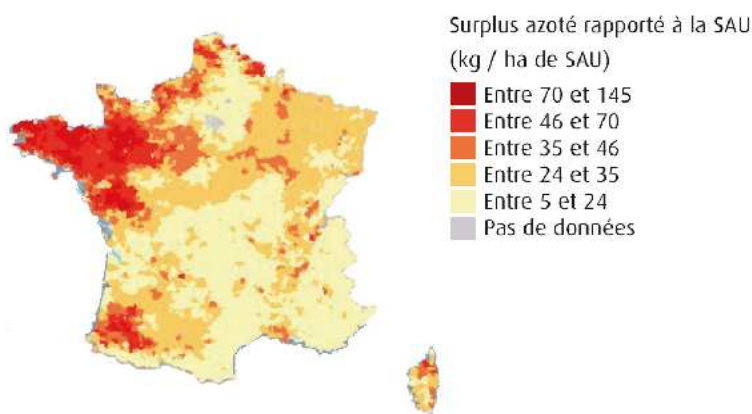 Surplus azoté rapporté à la SAU
(kg / ha de SAU)
Entre 70 et 145
Entre 46 et 70
Entre 35 et 46
Entre 24 et 35
Entre 5 et 24
Pas de données